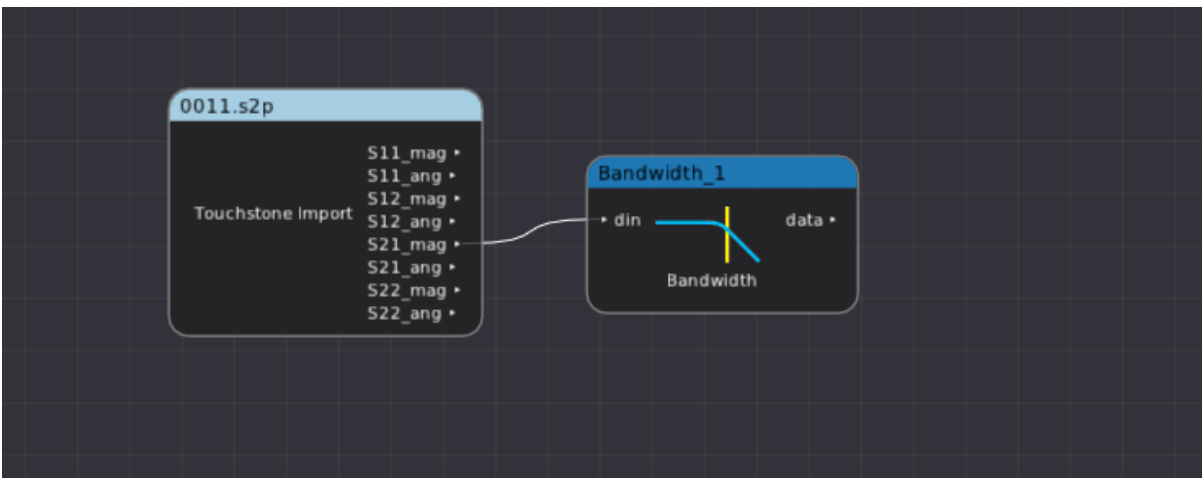 0011.s2p
Touchstone Import
S11_mag
S11_ang
S12_mag
S12_ang
S21_mag
S21_ang
S22_mag
S22_ang
Bandwidth_1
din
data
Bandwidth